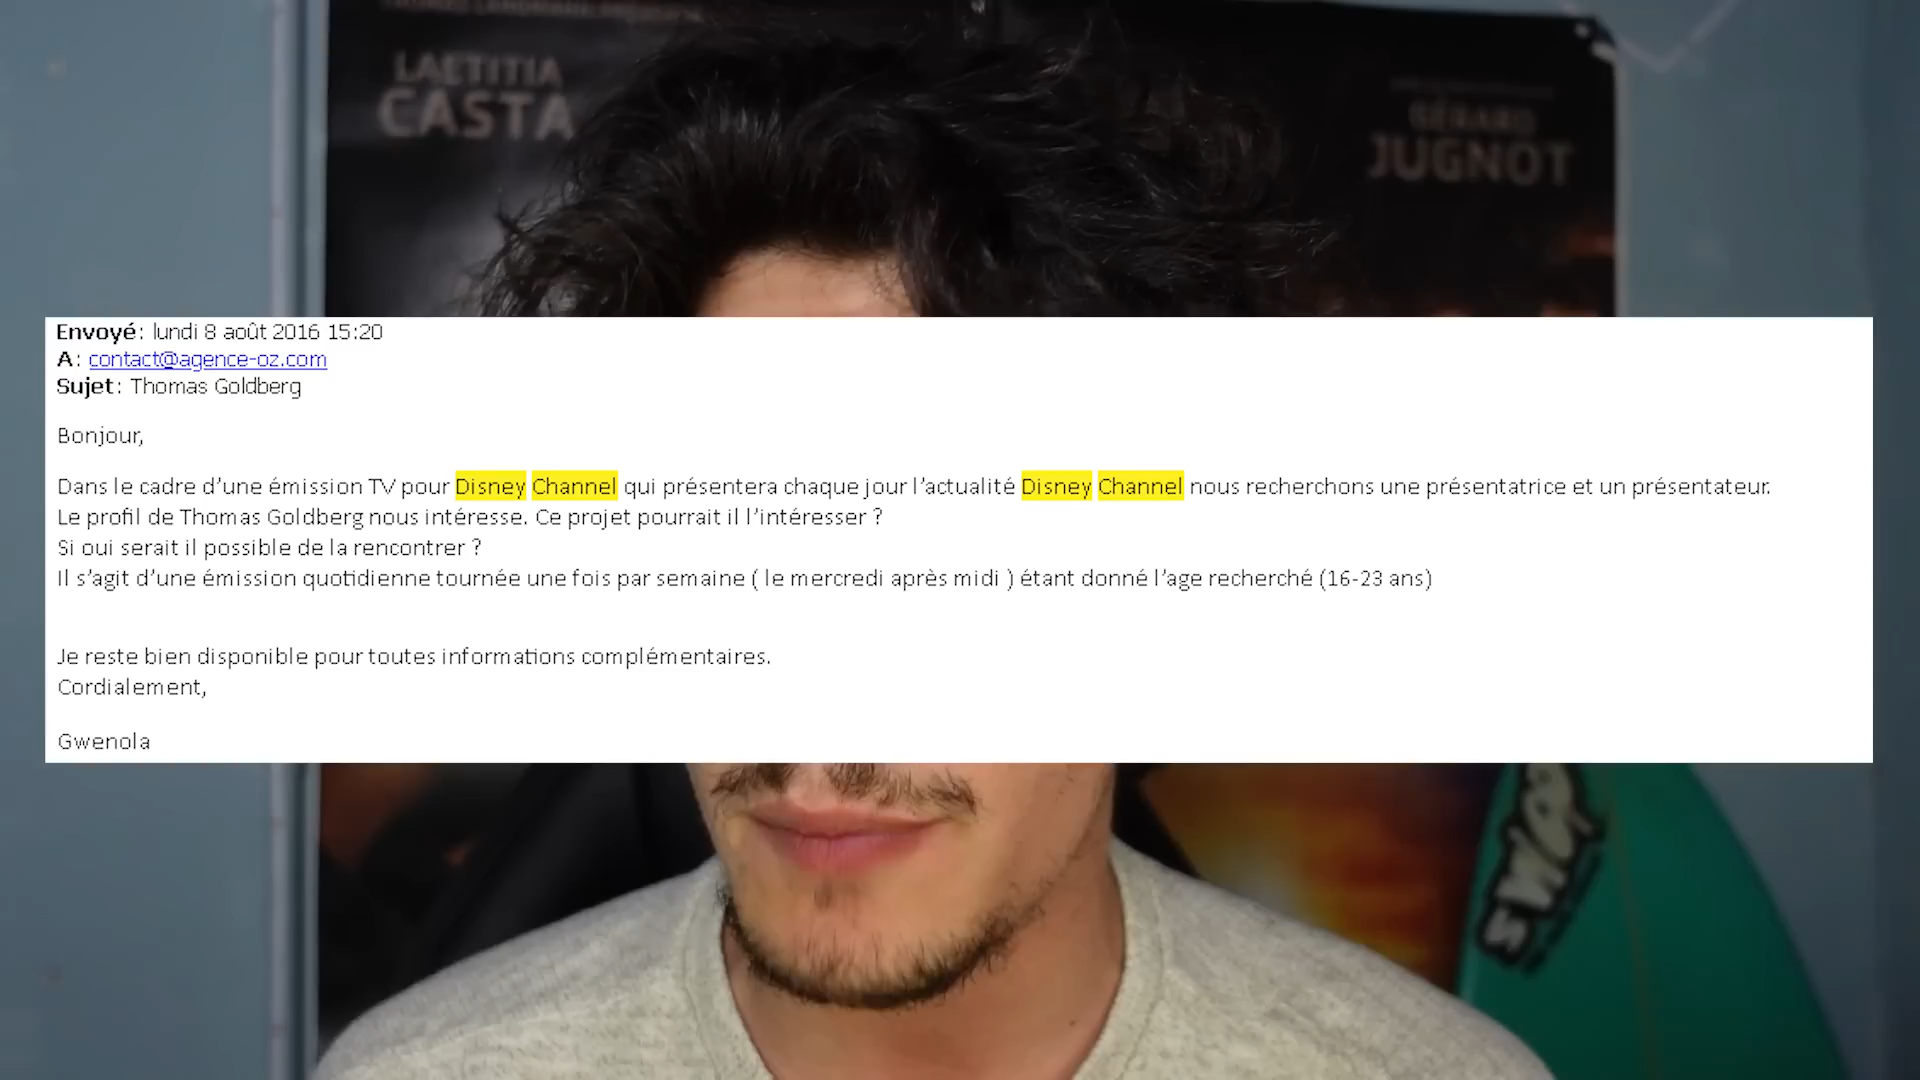 LAETITIA
CASTA
GÉRARD
JUGNOT
Envoyé: lundi 8 août 2016 15:20
A: contact@agence-oz.com
Sujet: Thomas Goldberg
Bonjour,
Dans le cadre d’une émission TV pour Disney Channel qui présentera chaque jour l’actualité Disney Channel nous recherchons une présentatrice et un présentateur.
Le profil de Thomas Goldberg nous intéresse. Ce projet pourrait il l’intéresser ?
Si oui serait il possible de la rencontrer ?
Il s’agit d’une émission quotidienne tournée une fois par semaine ( le mercredi après midi ) étant donné l’age recherché (16-23 ans)
Je reste bien disponible pour toutes informations complémentaires.
Cordialement,
Gwenola